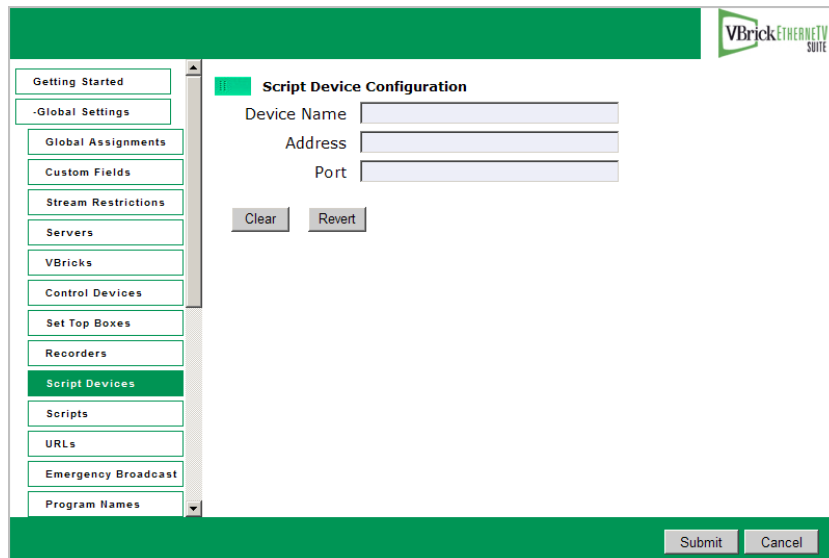 VBrick ETHERNETV
SUITE
Getting Started
-Global Settings
Global Assignments
Custom Fields
Stream Restrictions
Servers
VBricks
Control Devices
Set Top Boxes
Recorders
Script Devices
Scripts
URLs
Emergency Broadcast
Program Names
Script Device Configuration
Device Name
Address
Port
Clear Revert
Submit Cancel